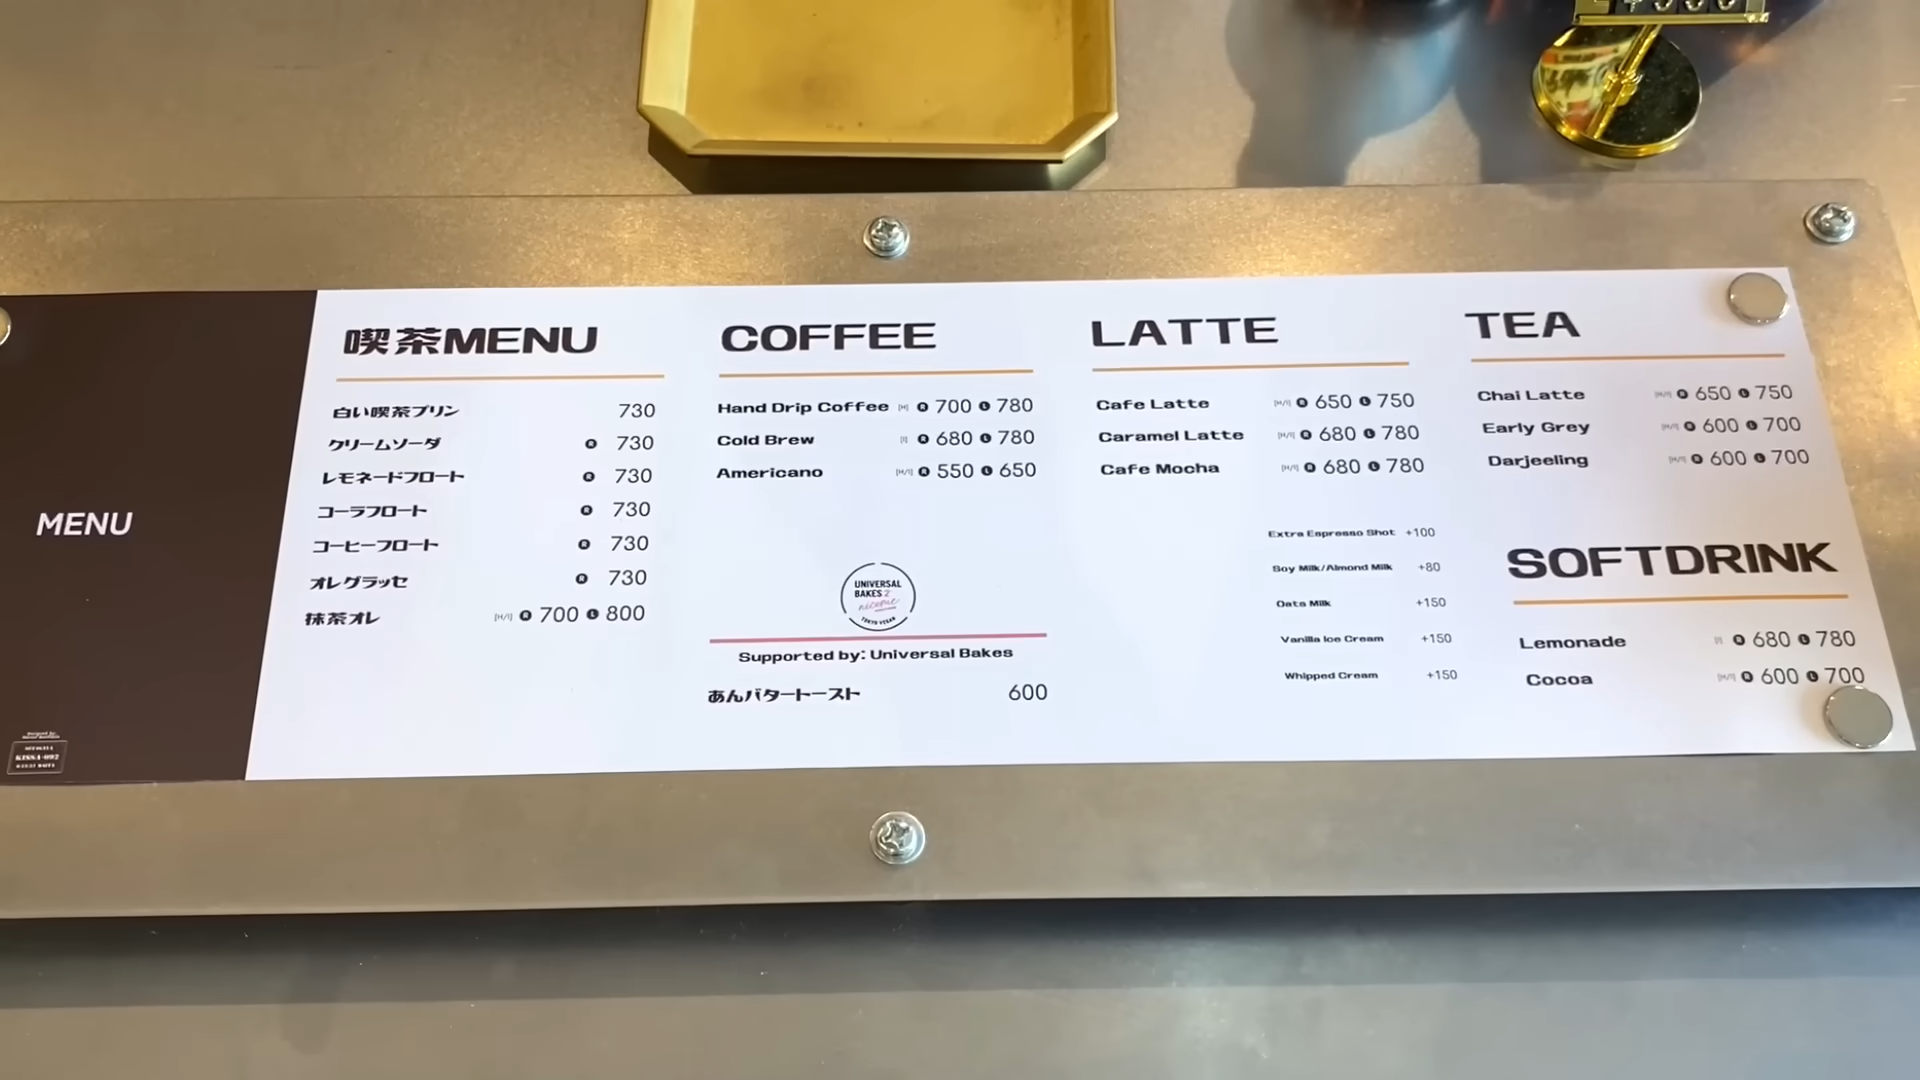 MENU
KISSA-092
喫茶MENU
白い喫茶プリン 730
クリームソーダ R 730
レモネードフロート R 730
コーラフロート R 730
コーヒーフロート R 730
オレグラッセ R 730
抹茶オレ [H/I] R 700 L 800
COFFEE
Hand Drip Coffee [H] R 700 L 780
Cold Brew [I] R 680 L 780
Americano [H/I] R 550 L 650
UNIVERSAL
BAKES 2
nicome
TOKYO VEGAN
Supported by: Universal Bakes
あんバタートースト 600
LATTE
Cafe Latte [H/I] R 650 L 750
Caramel Latte [H/I] R 680 L 780
Cafe Mocha [H/I] R 680 L 780
Extra Espresso Shot +100
Soy Milk/Almond Milk +80
Oats Milk +150
Vanilla Ice Cream +150
Whipped Cream +150
TEA
Chai Latte [H/I] R 650 L 750
Early Grey [H/I] R 600 L 700
Darjeeling [H/I] R 600 L 700
SOFTDRINK
Lemonade [I] R 680 L 780
Cocoa [H/I] R 600 L 700